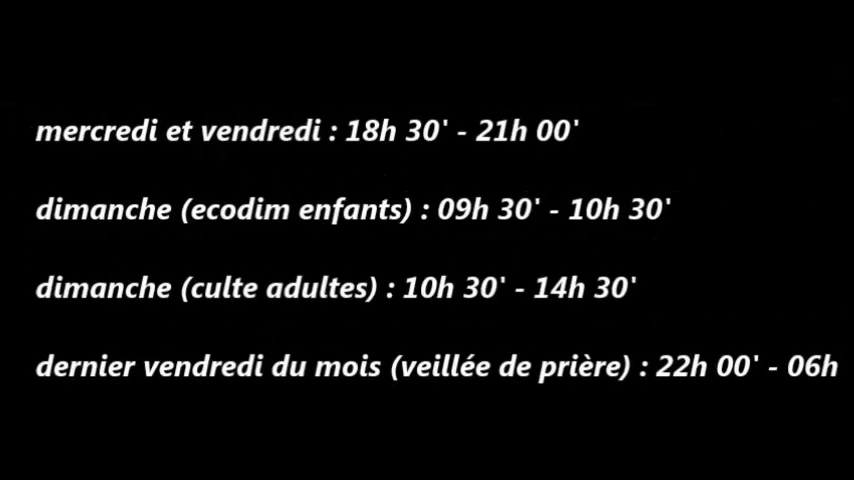 mercredi et vendredi : 18h 30' - 21h 00'
dimanche (ecodim enfants) : 09h 30' - 10h 30'
dimanche (culte adultes) : 10h 30' - 14h 30'
dernier vendredi du mois (veillée de prière) : 22h 00' - 06h